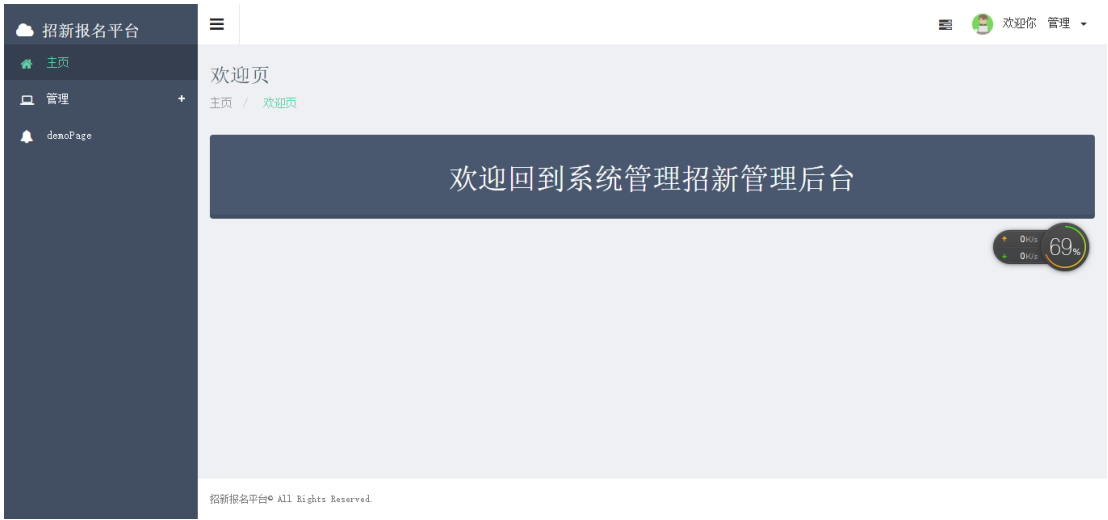 招新报名平台
欢迎你 管理
主页
管理 +
demoPage
欢迎页
主页 / 欢迎页
欢迎回到系统管理招新管理后台
0K/s
0K/s
69%
招新报名平台© All Rights Reserved.